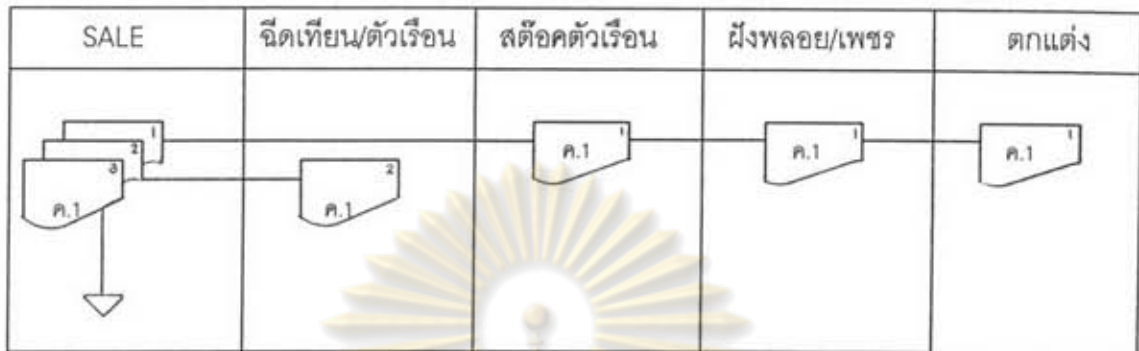 SALE
ฉีดเทียน/ตัวเรือน
สต๊อคตัวเรือน
ฝังพลอย/เพชร
ตกแต่ง
1
2
3
ค.1
2
ค.1
1
ค.1
1
ค.1
1
ค.1